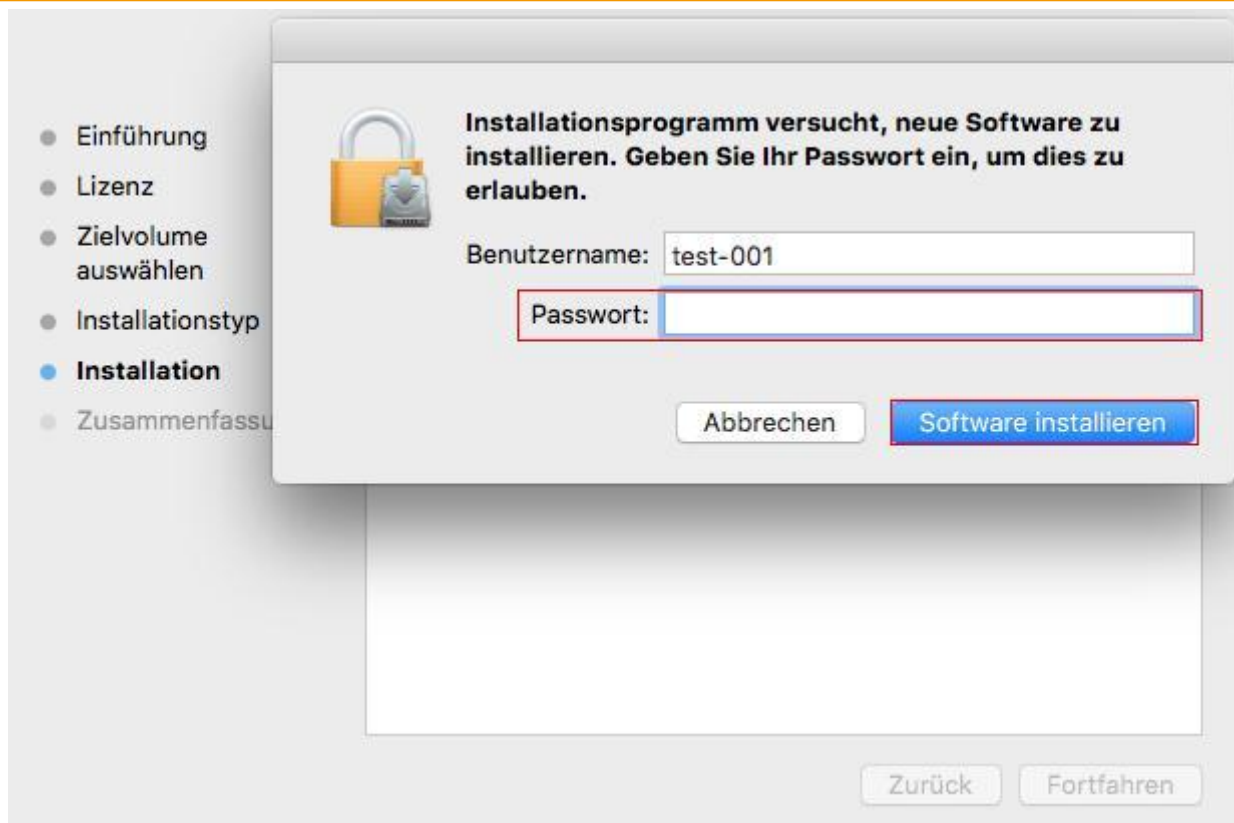 Einführung
Lizenz
Zielvolume
auswählen
Installationstyp
Installation
Zusammenfassu
Installationsprogramm versucht, neue Software zu
installieren. Geben Sie Ihr Passwort ein, um dies zu
erlauben.
Benutzername: test-001
Passwort:
Abbrechen Software installieren
Zurück Fortfahren